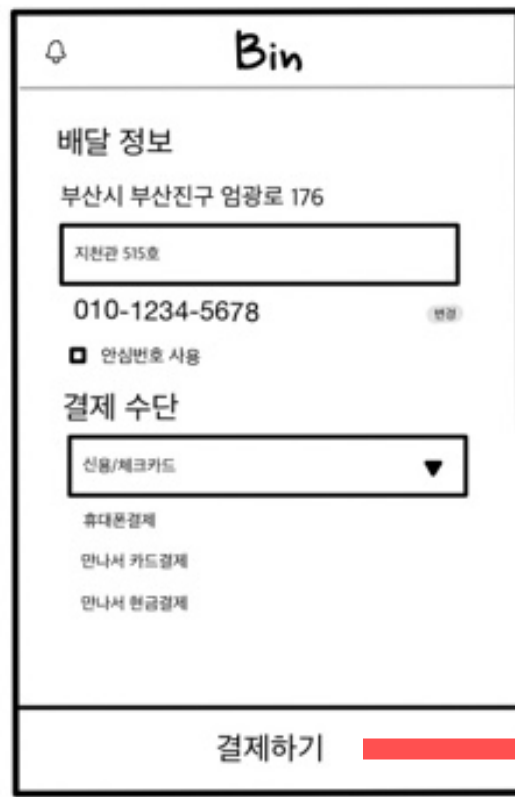 Bin
배달 정보
부산시 부산진구 엄광로 176
지천관 515호
010-1234-5678 변경
안심번호 사용
결제 수단
신용/체크카드
휴대폰결제
만나서 카드결제
만나서 현금결제
결제하기